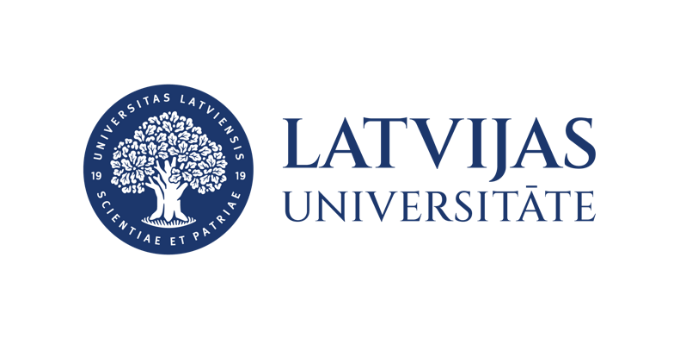 UNIVERSITAS LATVIENSIS
19 19
SCIENTIAE ET PATRIAE
LATVIJAS
UNIVERSITĀTE